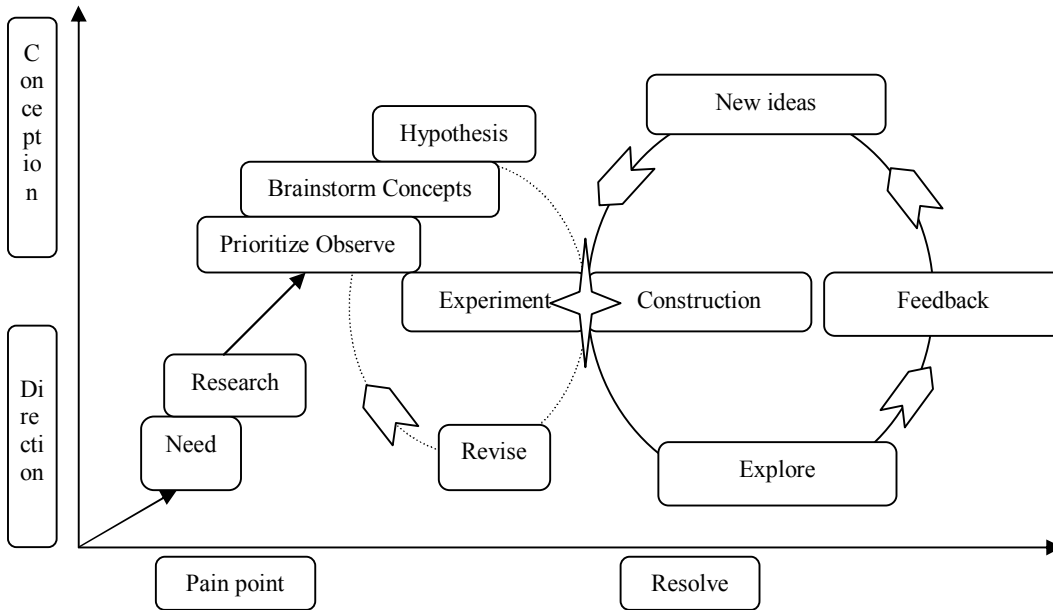 C
on
ce
pt
io
n
New ideas
Hypothesis
Brainstorm Concepts
Prioritize Observe
Experiment
Construction
Feedback
Di
re
cti
on
Research
Need
Revise
Explore
Pain point
Resolve